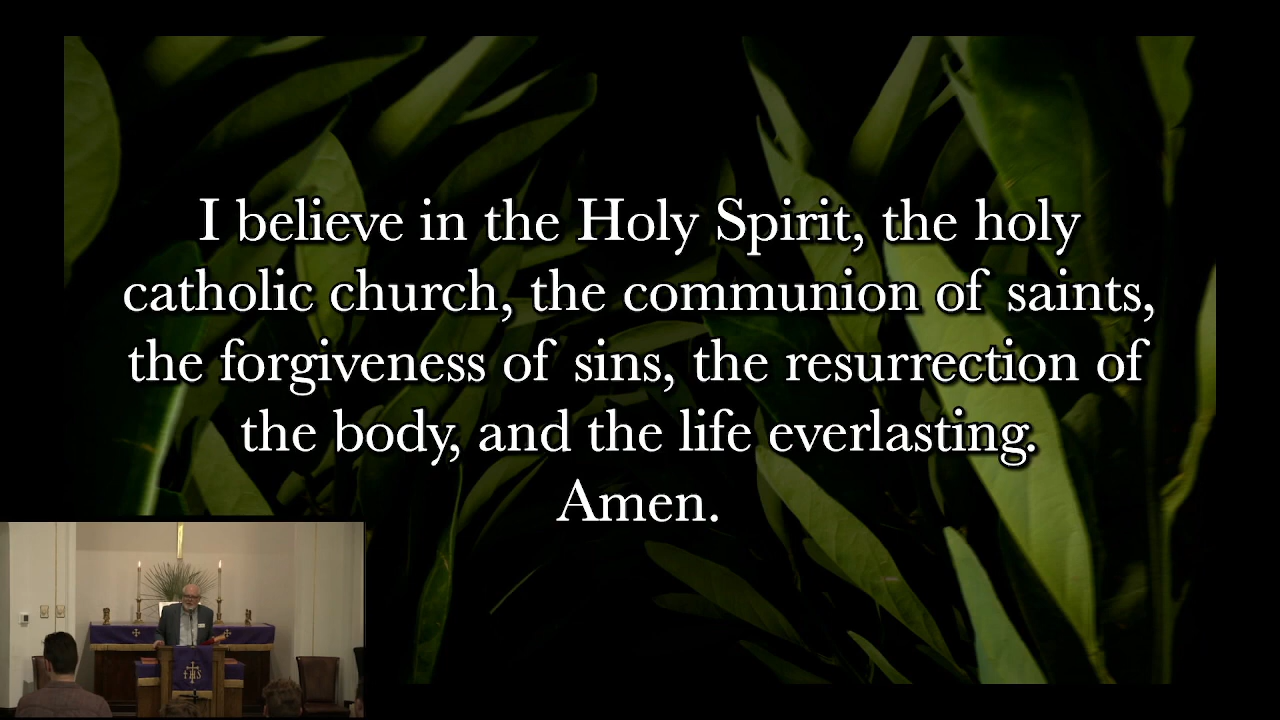 I believe in the Holy Spirit, the holy
catholic church, the communion of saints,
the forgiveness of sins, the resurrection of
the body, and the life everlasting.
Amen.
IHS